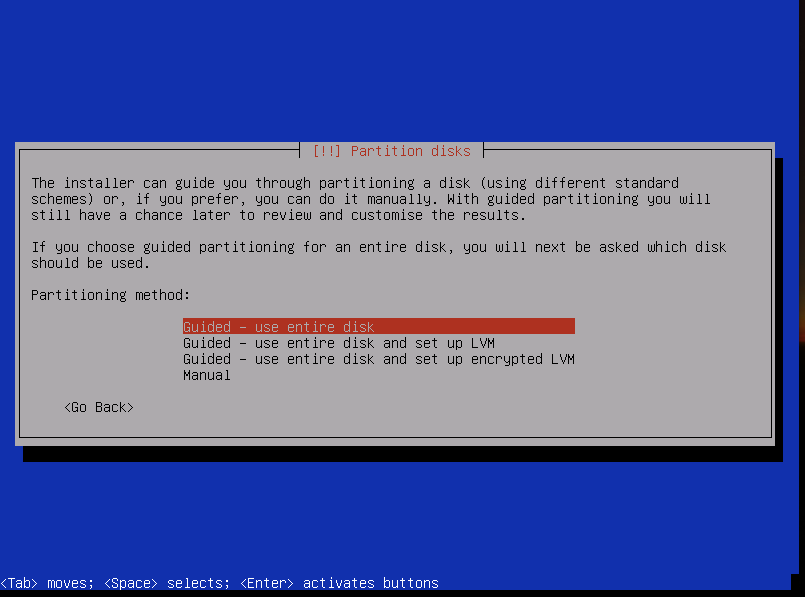 [!!] Partition disks
The installer can guide you through partitioning a disk (using different standard
schemes) or, if you prefer, you can do it manually. With guided partitioning you will
still have a chance later to review and customise the results.
If you choose guided partitioning for an entire disk, you will next be asked which disk
should be used.
Partitioning method:
Guided - use entire disk
Guided - use entire disk and set up LVM
Guided - use entire disk and set up encrypted LVM
Manual
<Go Back>
<Tab> moves; <Space> selects; <Enter> activates buttons